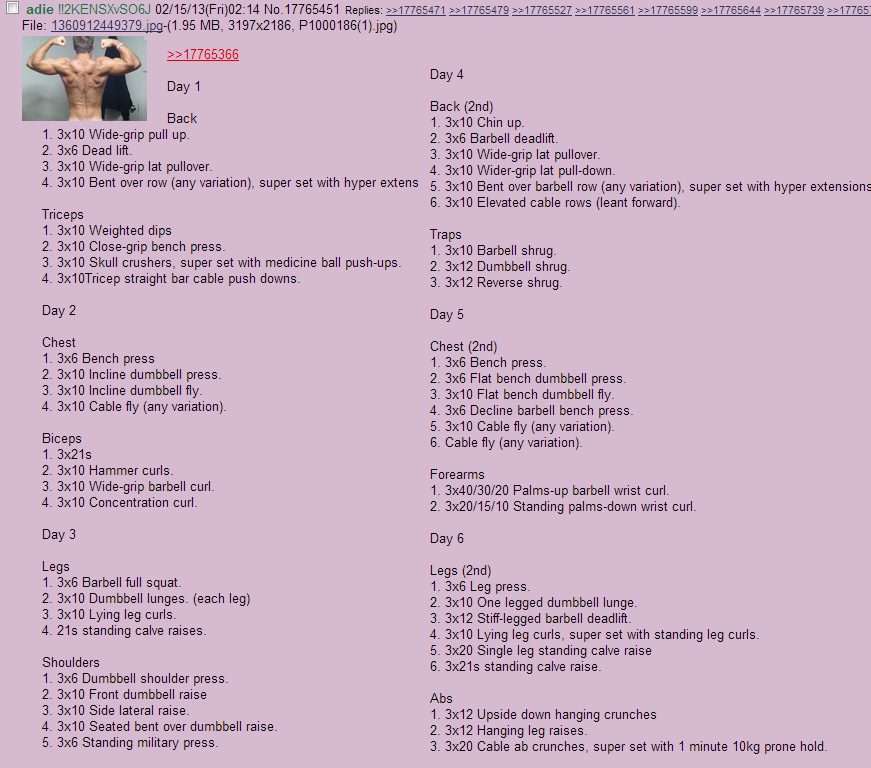 adie !!2KENSXvSO6J 02/15/13(Fri)02:14 No.17765451 Replies: >>17765471 >>17765479 >>17765527 >>17765561 >>17765599 >>17765644 >>17765739 >>177657
File: 1360912449379.jpg-(1.95 MB, 3197x2186, P1000186(1).jpg)
>>17765366
Day 1
Back
1. 3x10 Wide-grip pull up.
2. 3x6 Dead lift.
3. 3x10 Wide-grip lat pullover.
4. 3x10 Bent over row (any variation), super set with hyper extens
Triceps
1. 3x10 Weighted dips
2. 3x10 Close-grip bench press.
3. 3x10 Skull crushers, super set with medicine ball push-ups.
4. 3x10Tricep straight bar cable push downs.
Day 2
Chest
1. 3x6 Bench press
2. 3x10 Incline dumbbell press.
3. 3x10 Incline dumbbell fly.
4. 3x10 Cable fly (any variation).
Biceps
1. 3x21s
2. 3x10 Hammer curls.
3. 3x10 Wide-grip barbell curl.
4. 3x10 Concentration curl.
Day 3
Legs
1. 3x6 Barbell full squat.
2. 3x10 Dumbbell lunges. (each leg)
3. 3x10 Lying leg curls.
4. 21s standing calve raises.
Shoulders
1. 3x6 Dumbbell shoulder press.
2. 3x10 Front dumbbell raise
3. 3x10 Side lateral raise.
4. 3x10 Seated bent over dumbbell raise.
5. 3x6 Standing military press.
Day 4
Back (2nd)
1. 3x10 Chin up.
2. 3x6 Barbell deadlift.
3. 3x10 Wide-grip lat pullover.
4. 3x10 Wider-grip lat pull-down.
5. 3x10 Bent over barbell row (any variation), super set with hyper extensions
6. 3x10 Elevated cable rows (leant forward).
Traps
1. 3x10 Barbell shrug.
2. 3x12 Dumbbell shrug.
3. 3x12 Reverse shrug.
Day 5
Chest (2nd)
1. 3x6 Bench press.
2. 3x6 Flat bench dumbbell press.
3. 3x10 Flat bench dumbbell fly.
4. 3x6 Decline barbell bench press.
5. 3x10 Cable fly (any variation).
6. Cable fly (any variation).
Forearms
1. 3x40/30/20 Palms-up barbell wrist curl.
2. 3x20/15/10 Standing palms-down wrist curl.
Day 6
Legs (2nd)
1. 3x6 Leg press.
2. 3x10 One legged dumbbell lunge.
3. 3x12 Stiff-legged barbell deadlift.
4. 3x10 Lying leg curls, super set with standing leg curls.
5. 3x20 Single leg standing calve raise
6. 3x21s standing calve raise.
Abs
1. 3x12 Upside down hanging crunches
2. 3x12 Hanging leg raises.
3. 3x20 Cable ab crunches, super set with 1 minute 10kg prone hold.